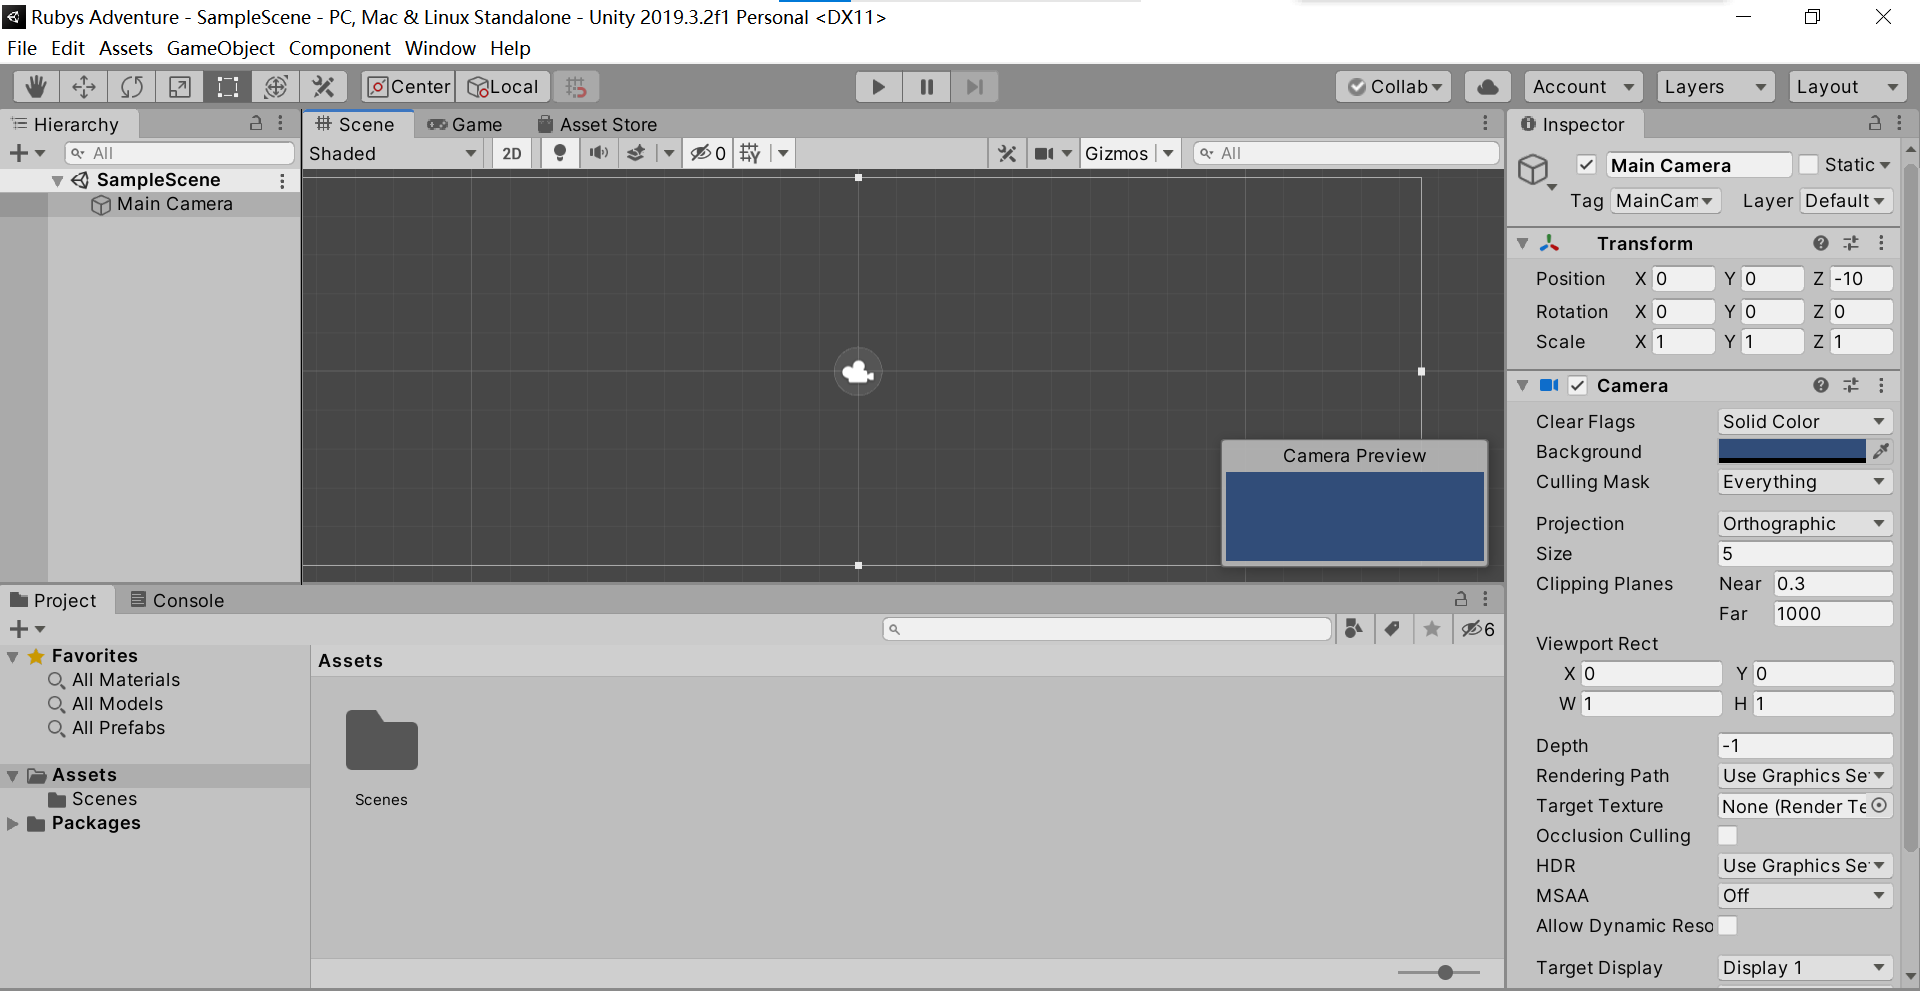 Rubys Adventure - SampleScene - PC, Mac & Linux Standalone - Unity 2019.3.2f1 Personal <DX11>
File Edit Assets GameObject Component Window Help
Center Local Collab Account Layers Layout
Hierarchy
All
SampleScene
Main Camera
Scene Game Asset Store
Shaded 2D 0 Gizmos All
Camera Preview
Inspector
Main Camera Static
Tag MainCam Layer Default
Transform
Position X 0 Y 0 Z -10
Rotation X 0 Y 0 Z 0
Scale X 1 Y 1 Z 1
Camera
Clear Flags Solid Color
Background
Culling Mask Everything
Projection Orthographic
Size 5
Clipping Planes Near 0.3
Far 1000
Viewport Rect
X 0 Y 0
W 1 H 1
Depth -1
Rendering Path Use Graphics Se
Target Texture None (Render Te
Occlusion Culling
HDR Use Graphics Se
MSAA Off
Allow Dynamic Reso
Target Display Display 1
Project Console
6
Favorites
All Materials
All Models
All Prefabs
Assets
Scenes
Packages
Assets
Scenes